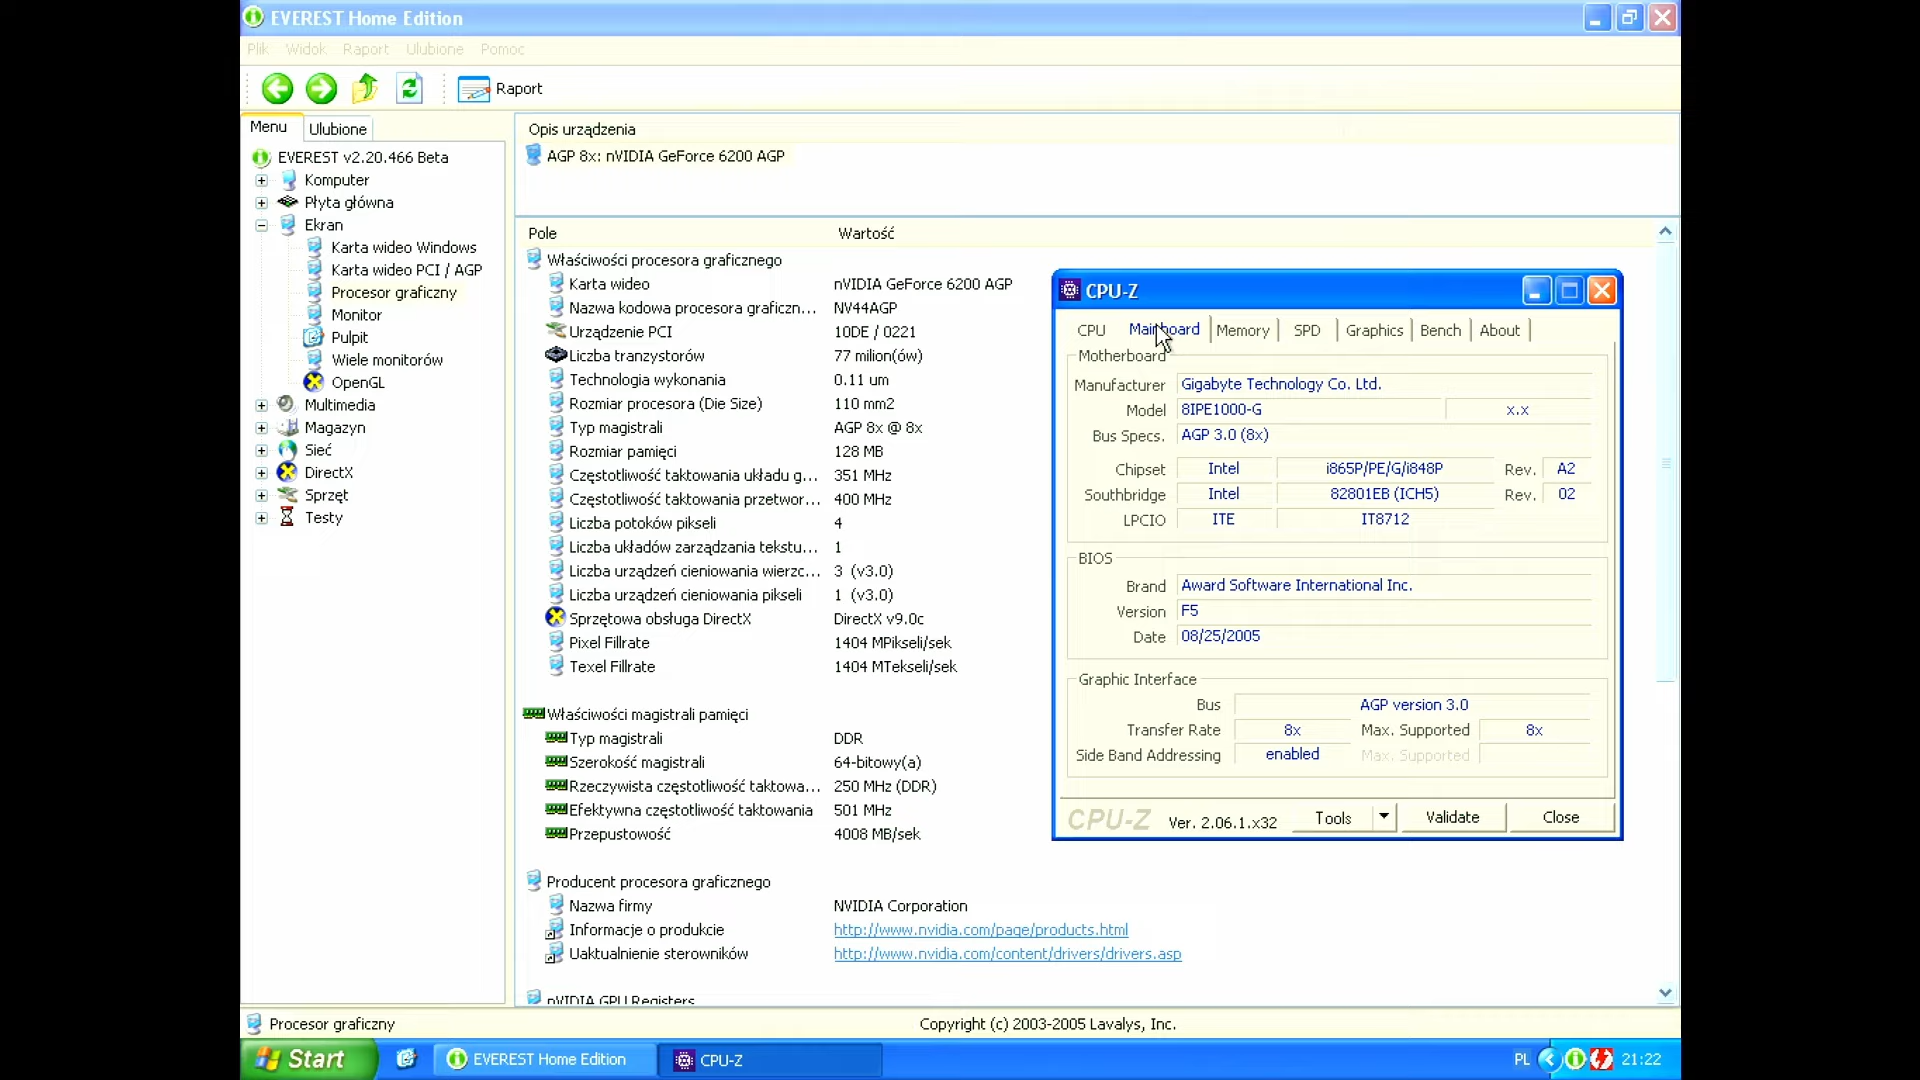 EVEREST Home Edition
Plik Widok Raport Ulubione Pomoc
Raport
Menu Ulubione
EVEREST v2.20.466 Beta
Komputer
Płyta główna
Ekran
Karta wideo Windows
Karta wideo PCI / AGP
Procesor graficzny
Monitor
Pulpit
Wiele monitorów
OpenGL
Multimedia
Magazyn
Sieć
DirectX
Sprzęt
Testy
Opis urządzenia
AGP 8x: nVIDIA GeForce 6200 AGP
Pole Wartość
Właściwości procesora graficznego
Karta wideo nVIDIA GeForce 6200 AGP
Nazwa kodowa procesora graficzn... NV44AGP
Urządzenie PCI 10DE / 0221
Liczba tranzystorów 77 milion(ów)
Technologia wykonania 0.11 um
Rozmiar procesora (Die Size) 110 mm2
Typ magistrali AGP 8x @ 8x
Rozmiar pamięci 128 MB
Częstotliwość taktowania układu g... 351 MHz
Częstotliwość taktowania przetwor... 400 MHz
Liczba potoków pikseli 4
Liczba układów zarządzania tekstu... 1
Liczba urządzeń cieniowania wierzc... 3 (v3.0)
Liczba urządzeń cieniowania pikseli 1 (v3.0)
Sprzętowa obsługa DirectX DirectX v9.0c
Pixel Fillrate 1404 MPikseli/sek
Texel Fillrate 1404 MTekseli/sek
Właściwości magistrali pamięci
Typ magistrali DDR
Szerokość magistrali 64-bitowy(a)
Rzeczywista częstotliwość taktowa... 250 MHz (DDR)
Efektywna częstotliwość taktowania 501 MHz
Przepustowość 4008 MB/sek
Producent procesora graficznego
Nazwa firmy NVIDIA Corporation
Informacje o produkcie http://www.nvidia.com/page/products.html
Uaktualnienie sterowników http://www.nvidia.com/content/drivers/drivers.asp
nVIDIA GPU Registers
CPU-Z
CPU Mainboard Memory SPD Graphics Bench About
Motherboard
Manufacturer Gigabyte Technology Co. Ltd.
Model 8IPE1000-G x.x
Bus Specs. AGP 3.0 (8x)
Chipset Intel i865P/PE/G/i848P Rev. A2
Southbridge Intel 82801EB (ICH5) Rev. 02
LPCIO ITE IT8712
BIOS
Brand Award Software International Inc.
Version F5
Date 08/25/2005
Graphic Interface
Bus AGP version 3.0
Transfer Rate 8x Max. Supported 8x
Side Band Addressing enabled Max. Supported
CPU-Z Ver. 2.06.1.x32 Tools Validate Close
Procesor graficzny Copyright (c) 2003-2005 Lavalys, Inc.
Start EVEREST Home Edition CPU-Z PL 21:22